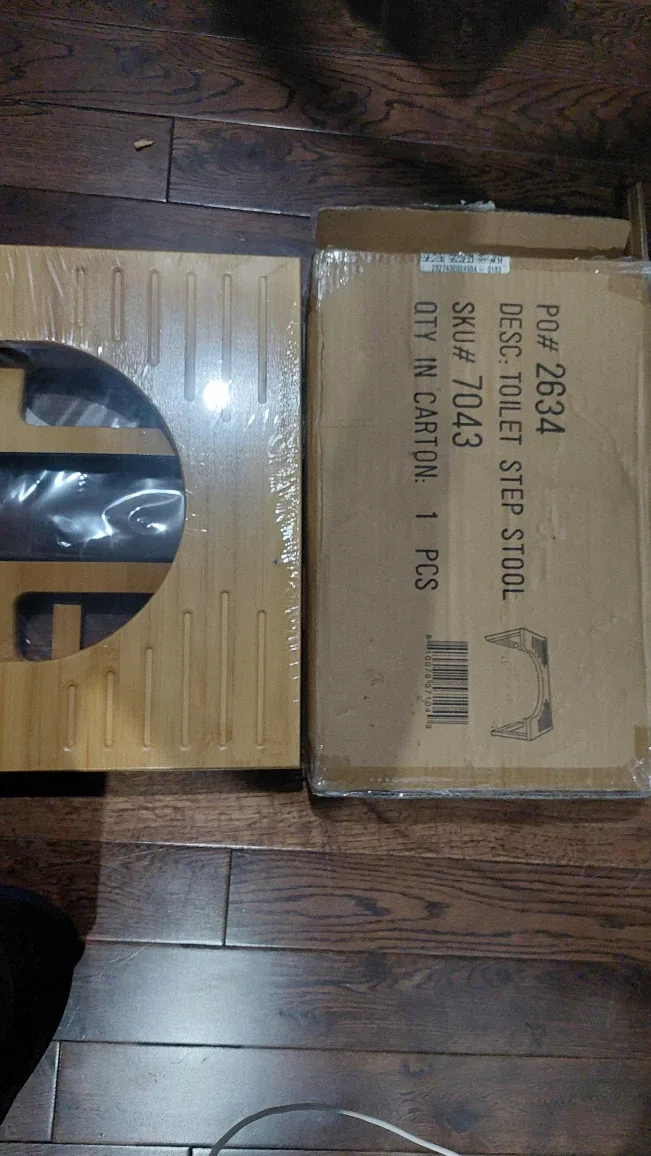 PO# 2634
DESC: TOILET STEP STOOL
SKU# 7043
QTY IN CARTON: 1 PCS